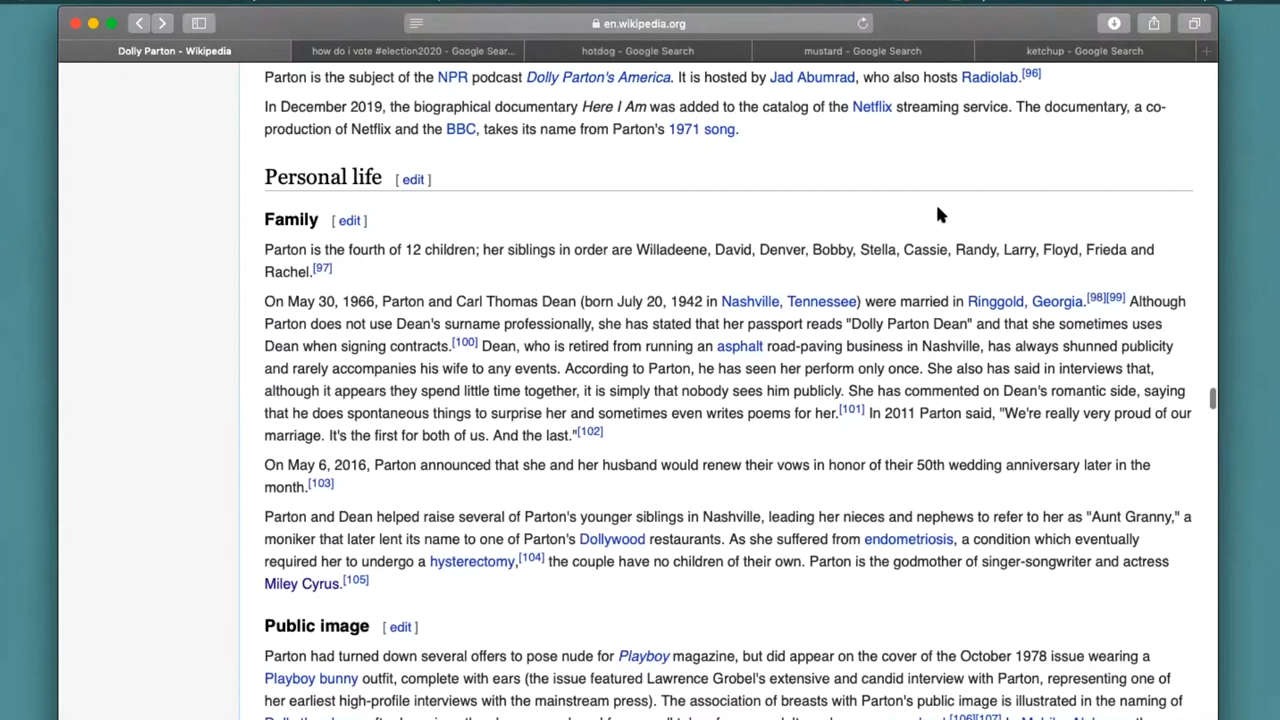 en.wikipedia.org
Dolly Parton - Wikipedia
how do i vote #election2020 - Google Sear...
hotdog - Google Search
mustard - Google Search
ketchup - Google Search
Parton is the subject of the NPR podcast Dolly Parton's America. It is hosted by Jad Abumrad, who also hosts Radiolab.[96]
In December 2019, the biographical documentary Here I Am was added to the catalog of the Netflix streaming service. The documentary, a co-
production of Netflix and the BBC, takes its name from Parton's 1971 song.
Personal life [ edit ]
Family [ edit ]
Parton is the fourth of 12 children; her siblings in order are Willadeene, David, Denver, Bobby, Stella, Cassie, Randy, Larry, Floyd, Frieda and
Rachel.[97]
On May 30, 1966, Parton and Carl Thomas Dean (born July 20, 1942 in Nashville, Tennessee) were married in Ringgold, Georgia.[98][99] Although
Parton does not use Dean's surname professionally, she has stated that her passport reads "Dolly Parton Dean" and that she sometimes uses
Dean when signing contracts.[100] Dean, who is retired from running an asphalt road-paving business in Nashville, has always shunned publicity
and rarely accompanies his wife to any events. According to Parton, he has seen her perform only once. She also has said in interviews that,
although it appears they spend little time together, it is simply that nobody sees him publicly. She has commented on Dean's romantic side, saying
that he does spontaneous things to surprise her and sometimes even writes poems for her.[101] In 2011 Parton said, "We're really very proud of our
marriage. It's the first for both of us. And the last."[102]
On May 6, 2016, Parton announced that she and her husband would renew their vows in honor of their 50th wedding anniversary later in the
month.[103]
Parton and Dean helped raise several of Parton's younger siblings in Nashville, leading her nieces and nephews to refer to her as "Aunt Granny," a
moniker that later lent its name to one of Parton's Dollywood restaurants. As she suffered from endometriosis, a condition which eventually
required her to undergo a hysterectomy,[104] the couple have no children of their own. Parton is the godmother of singer-songwriter and actress
Miley Cyrus.[105]
Public image [ edit ]
Parton had turned down several offers to pose nude for Playboy magazine, but did appear on the cover of the October 1978 issue wearing a
Playboy bunny outfit, complete with ears (the issue featured Lawrence Grobel's extensive and candid interview with Parton, representing one of
her earliest high-profile interviews with the mainstream press). The association of breasts with Parton's public image is illustrated in the naming of